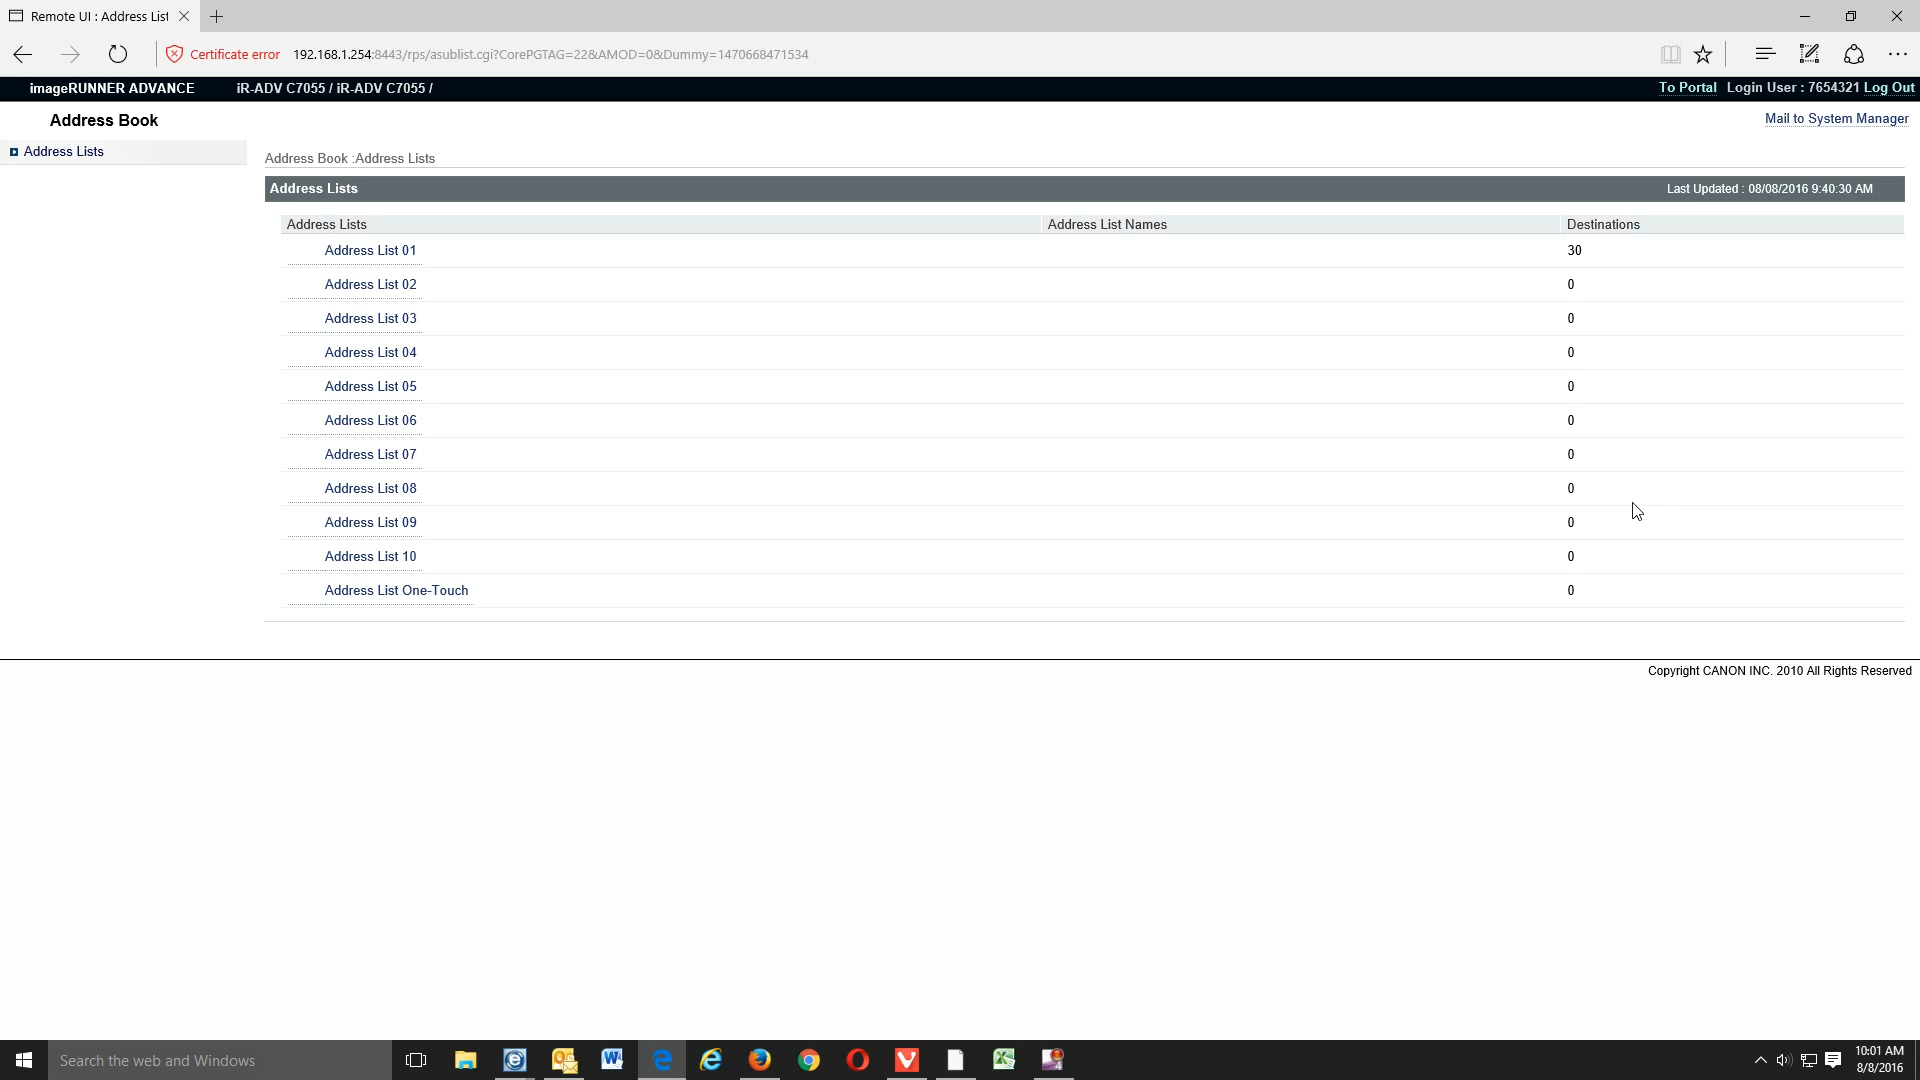 Remote UI : Address List
Certificate error 192.168.1.254:8443/rps/asublist.cgi?CorePGTAG=22&AMOD=0&Dummy=1470668471534
imageRUNNER ADVANCE iR-ADV C7055 / iR-ADV C7055 / To Portal Login User : 7654321 Log Out
Address Book Mail to System Manager
Address Lists
Address Book :Address Lists
Address Lists Last Updated : 08/08/2016 9:40:30 AM
Address Lists Address List Names Destinations
Address List 01 30
Address List 02 0
Address List 03 0
Address List 04 0
Address List 05 0
Address List 06 0
Address List 07 0
Address List 08 0
Address List 09 0
Address List 10 0
Address List One-Touch 0
Copyright CANON INC. 2010 All Rights Reserved
Search the web and Windows 10:01 AM
8/8/2016